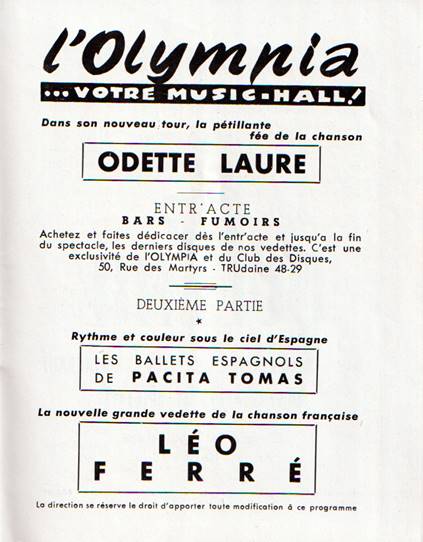 l'Olympia
...VOTRE MUSIC-HALL!
Dans son nouveau tour, la pétillante
fée de la chanson
ODETTE LAURE
ENTR'ACTE
BARS - FUMOIRS
Achetez et faites dédicacer dès l'entr'acte et jusqu'a la fin
du spectacle, les derniers disques de nos vedettes. C'est une
exclusivité de l'OLYMPIA et du Club des Disques,
50, Rue des Martyrs - TRUdaine 48-29
DEUXIÈME PARTIE
*
Rythme et couleur sous le ciel d'Espagne
LES BALLETS ESPAGNOLS
DE PACITA TOMAS
La nouvelle grande vedette de la chanson française
LÉO
FERRÉ
La direction se réserve le droit d'apporter toute modification à ce programme